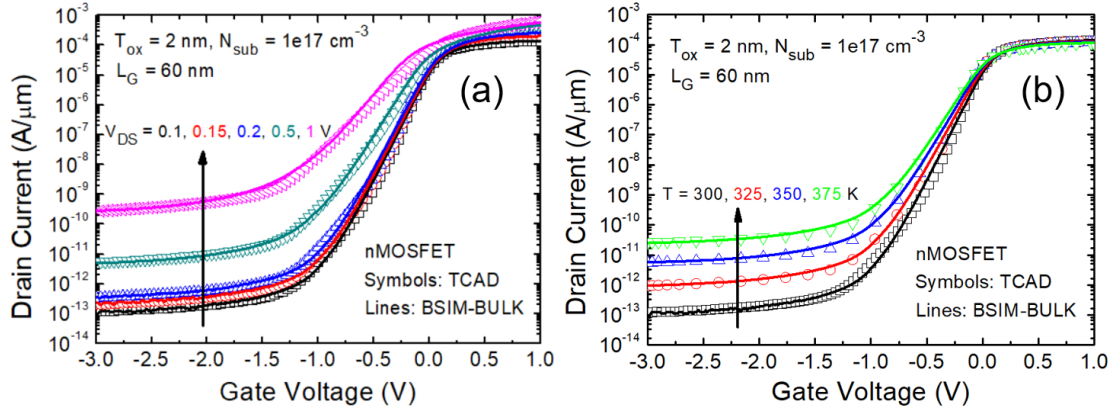 10⁻³
10⁻⁴
10⁻⁵
10⁻⁶
10⁻⁷
10⁻⁸
10⁻⁹
10⁻¹⁰
10⁻¹¹
10⁻¹²
10⁻¹³
10⁻¹⁴
Drain Current (A/μm)
T_ox = 2 nm, N_sub = 1e17 cm⁻³
L_G = 60 nm
(a)
V_DS = 0.1, 0.15, 0.2, 0.5, 1 V
nMOSFET
Symbols: TCAD
Lines: BSIM-BULK
-3.0 -2.5 -2.0 -1.5 -1.0 -0.5 0.0 0.5 1.0
Gate Voltage (V)
10⁻³
10⁻⁴
10⁻⁵
10⁻⁶
10⁻⁷
10⁻⁸
10⁻⁹
10⁻¹⁰
10⁻¹¹
10⁻¹²
10⁻¹³
10⁻¹⁴
Drain Current (A/μm)
T_ox = 2 nm, N_sub = 1e17 cm⁻³
L_G = 60 nm
(b)
T = 300, 325, 350, 375 K
nMOSFET
Symbols: TCAD
Lines: BSIM-BULK
-3.0 -2.5 -2.0 -1.5 -1.0 -0.5 0.0 0.5 1.0
Gate Voltage (V)